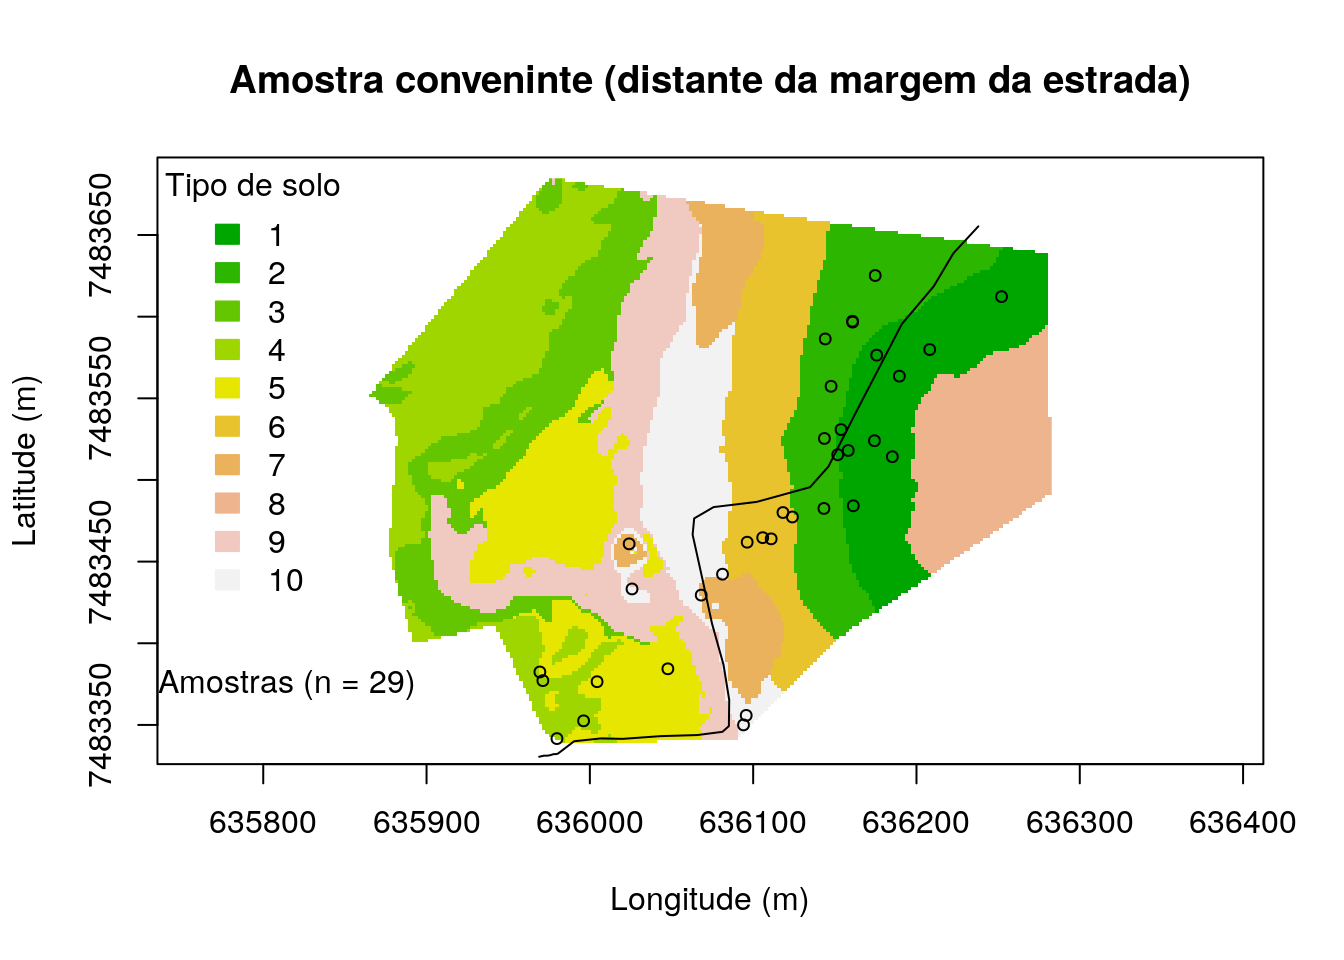 Amostra conveninte (distante da margem da estrada)
Tipo de solo
1
2
3
4
5
6
7
8
9
10
Amostras (n = 29)
Latitude (m)
7483650
7483550
7483450
7483350
635800 635900 636000 636100 636200 636300 636400
Longitude (m)